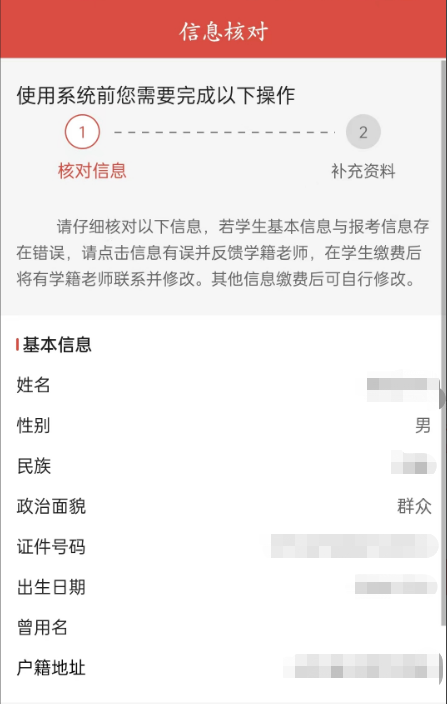 信息核对
使用系统前您需要完成以下操作
1
2
核对信息
补充资料
请仔细核对以下信息，若学生基本信息与报考信息存
在错误，请点击信息有误并反馈学籍老师，在学生缴费后
将有学籍老师联系并修改。其他信息缴费后可自行修改。
基本信息
姓名
性别 男
民族
政治面貌 群众
证件号码
出生日期
曾用名
户籍地址